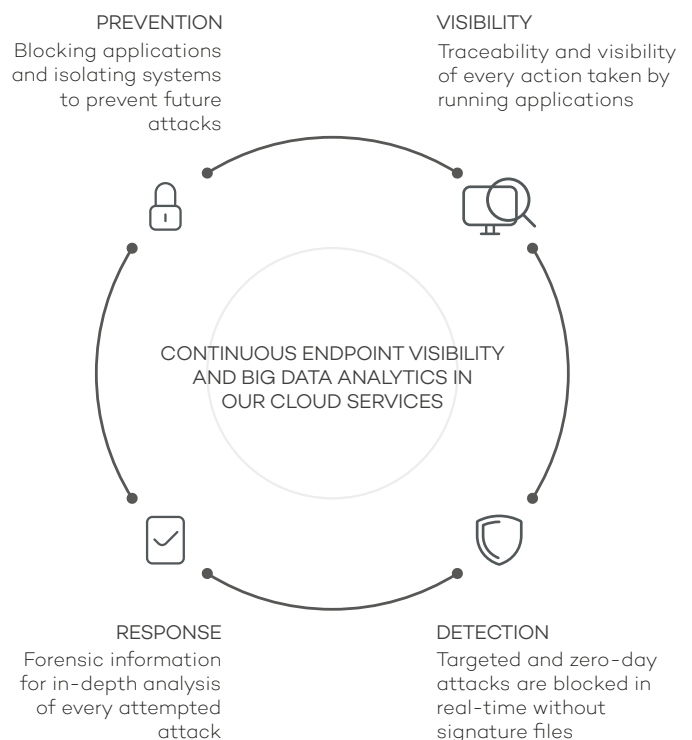 PREVENTION
Blocking applications
and isolating systems
to prevent future
attacks
VISIBILITY
Traceability and visibility
of every action taken by
running applications
CONTINUOUS ENDPOINT VISIBILITY
AND BIG DATA ANALYTICS IN
OUR CLOUD SERVICES
RESPONSE
Forensic information
for in-depth analysis
of every attempted
attack
DETECTION
Targeted and zero-day
attacks are blocked in
real-time without
signature files